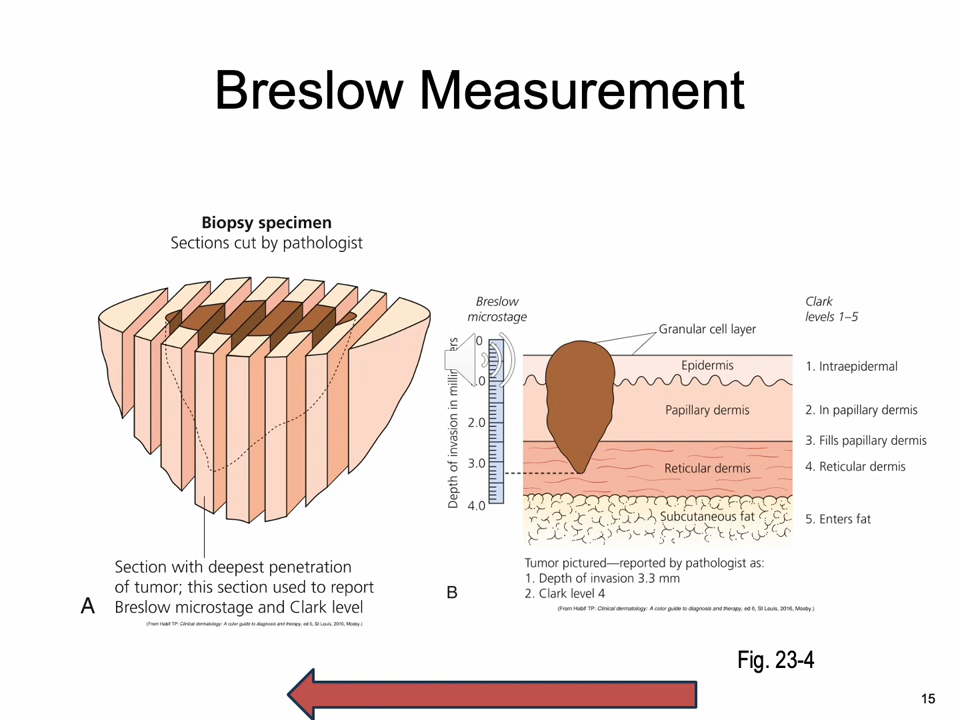 Breslow Measurement
Biopsy specimen
Sections cut by pathologist
Section with deepest penetration
of tumor; this section used to report
Breslow microstage and Clark level
A
(From Habif TP: Clinical dermatology: A color guide to diagnosis and therapy, ed 6, St Louis, 2016, Mosby.)
Breslow
microstage
Depth of invasion in
0
2.0
3.0
4.0
Granular cell layer
Epidermis
Papillary dermis
Reticular dermis
Subcutaneous fat
Clark
levels 1–5
1. Intraepidermal
2. In papillary dermis
3. Fills papillary dermis
4. Reticular dermis
5. Enters fat
Tumor pictured—reported by pathologist as:
1. Depth of invasion 3.3 mm
2. Clark level 4
B
(From Habif TP: Clinical dermatology: A color guide to diagnosis and therapy, ed 6, St Louis, 2016, Mosby.)
Fig. 23-4
15